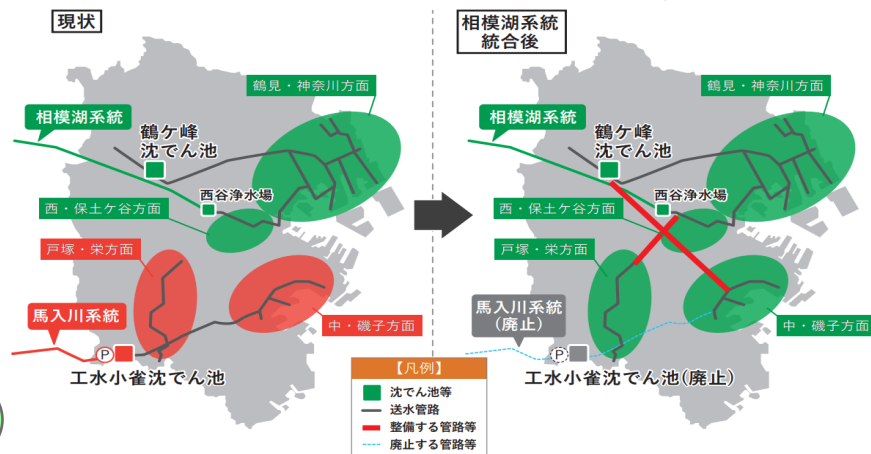 現状
鶴見・神奈川方面
相模湖系統
鶴ケ峰
沈でん池
西谷浄水場
西・保土ケ谷方面
戸塚・栄方面
馬入川系統
中・磯子方面
P
工水小雀沈でん池
相模湖系統
統合後
鶴見・神奈川方面
相模湖系統
鶴ケ峰
沈でん池
西谷浄水場
西・保土ケ谷方面
戸塚・栄方面
馬入川系統
(廃止)
中・磯子方面
P
工水小雀沈でん池(廃止)
【凡例】
沈でん池等
送水管路
整備する管路等
廃止する管路等